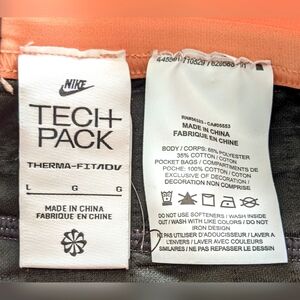 NIKE
TECH
PACK
THERMA-FIT ADV
L G G
MADE IN CHINA
FABRIQUE EN CHINE
MADE IN CHINA
FABRIQUE EN CHINE
BODY / CORPS: 65% POLYESTER
35% COTTON / COTON
POCKET BAGS / COMPARTIMENTS DE
POCHE: 100% COTTON / COTON
EXCLUSIVE OF DECORATION /
DECORATION NON COMPRISE
DO NOT USE SOFTENERS / WASH INSIDE
OUT / WASH WITH LIKE COLORS / DO NOT
IRON DESIGN
NE PAS UTILISER D'ADOUCISSEUR / LAVER A
L'ENVERS / LAVER AVEC COULEURS
SIMILAIRES / NE PAS REPASSER LE DESSIN